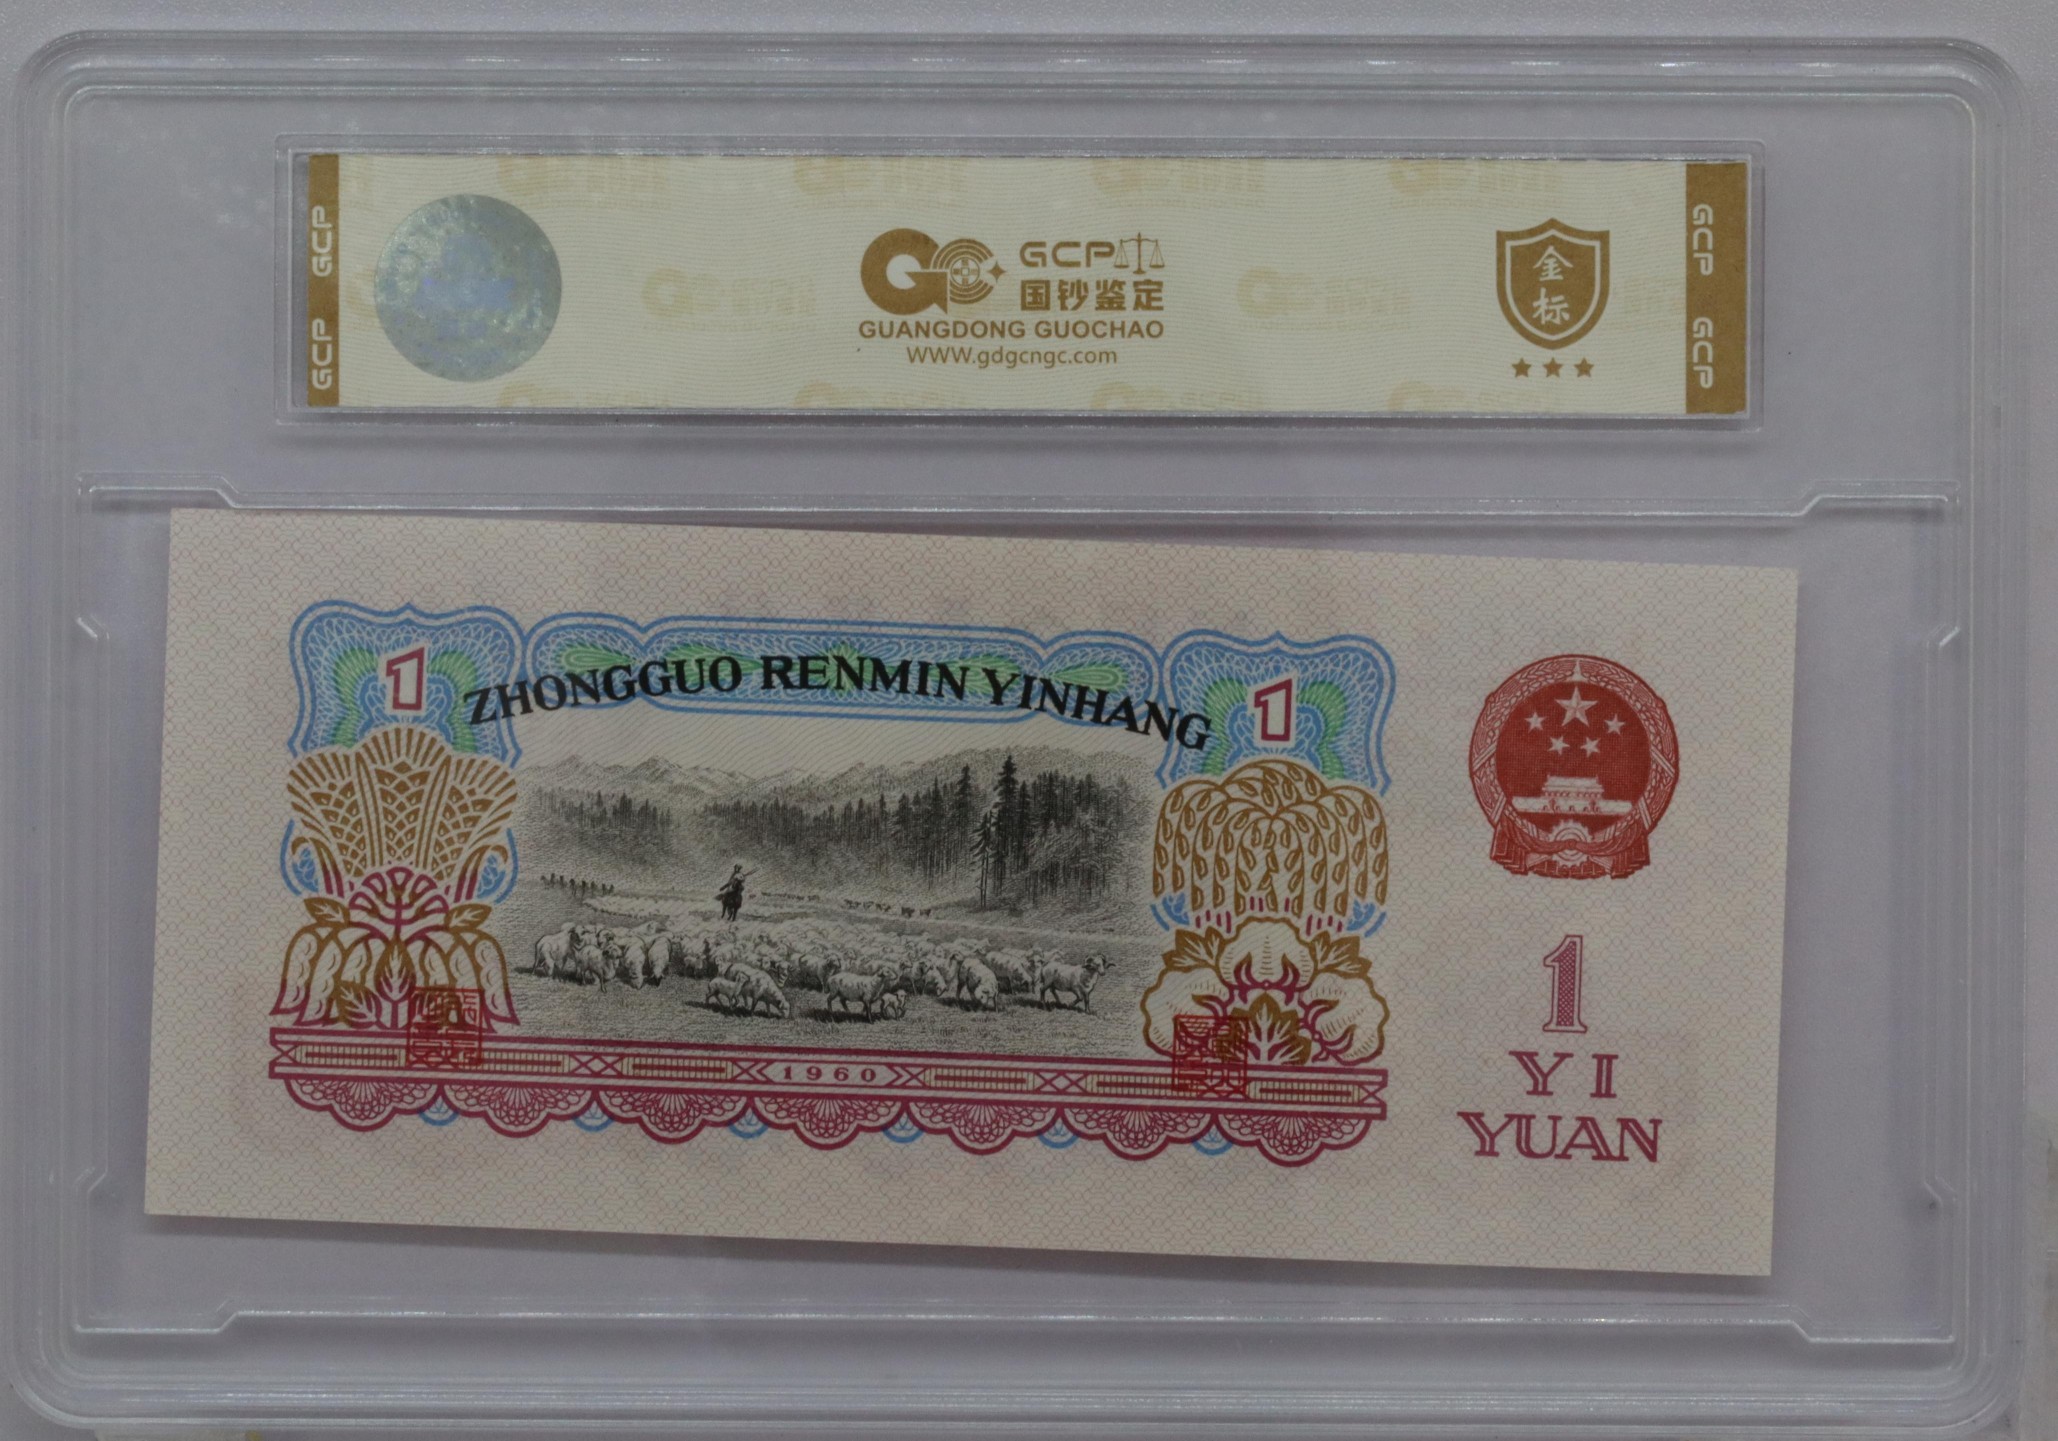 GCP GCP
GCP
国钞鉴定
GUANGDONG GUOCHAO
WWW.gdgcngc.com
金
标
GCP GCP
1
ZHONGGUO RENMIN YINHANG
1
1960
1
YI
YUAN